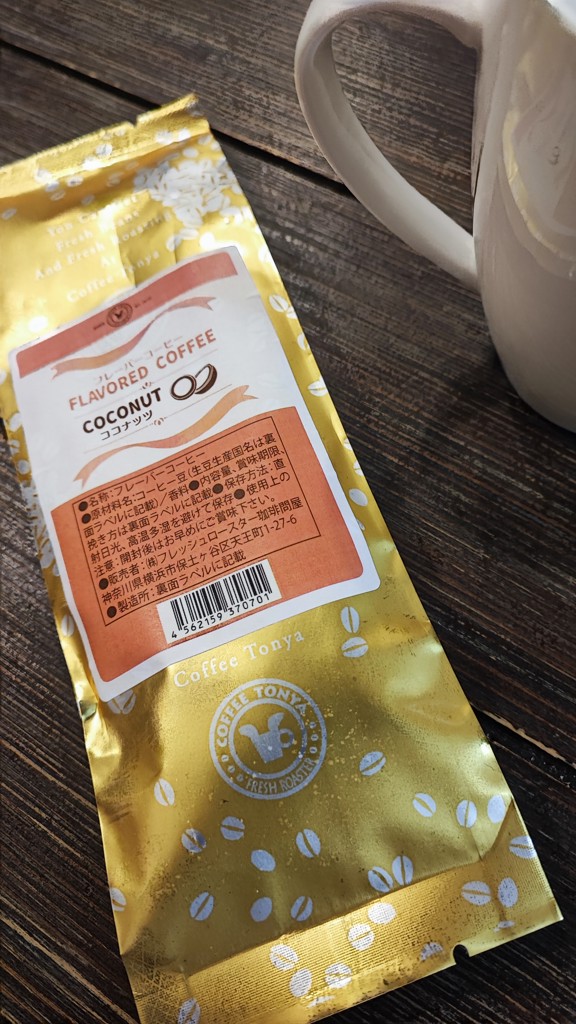 Fresh
And Fresh Roasting
Coffee Tonya
フレーバーコーヒー
FLAVORED COFFEE
COCONUT
ココナッツ
●名称:フレーバーコーヒー
●原材料名:コーヒー豆(生豆生産国名は裏
面ラベルに記載)/香料●内容量、賞味期限、
挽き方は裏面ラベルに記載●保存方法:直
射日光、高温多湿を避けて保存●使用上の
注意:開封後はお早めにご賞味下さい。
●販売者:㈱フレッシュロースター珈琲問屋
神奈川県横浜市保土ヶ谷区天王町1-27-6
●製造所:裏面ラベルに記載
4 562159 370701
Coffee Tonya
COFFEE TONYA
FRESH ROASTER